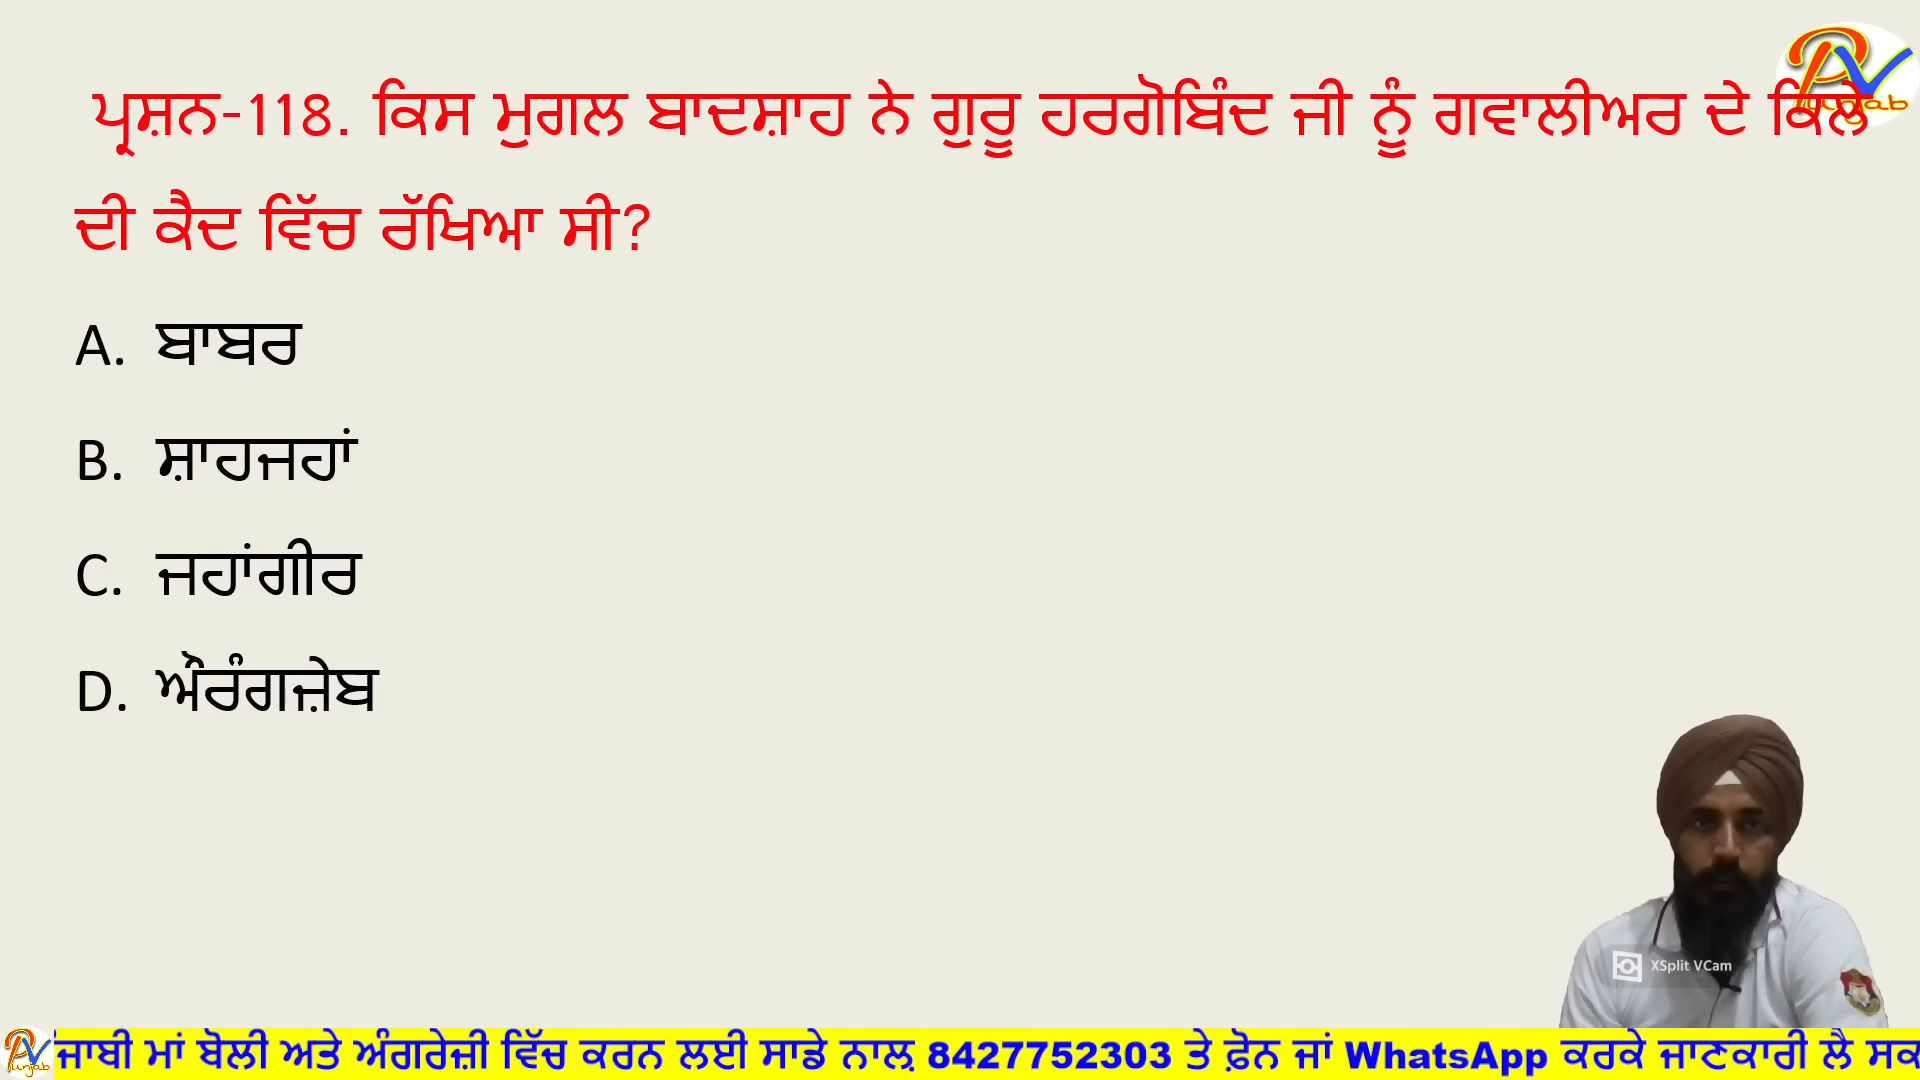 ਪ੍ਰਸ਼ਨ-118. ਕਿਸ ਮੁਗਲ ਬਾਦਸ਼ਾਹ ਨੇ ਗੁਰੂ ਹਰਗੋਬਿੰਦ ਜੀ ਨੂੰ ਗਵਾਲੀਅਰ ਦੇ ਕਿਲੇ
ਦੀ ਕੈਦ ਵਿੱਚ ਰੱਖਿਆ ਸੀ?
A. ਬਾਬਰ
B. ਸ਼ਾਹਜਹਾਂ
C. ਜਹਾਂਗੀਰ
D. ਔਰੰਗਜ਼ੇਬ
XSplit VCam
ਜਾਬੀ ਮਾਂ ਬੋਲੀ ਅਤੇ ਅੰਗਰੇਜ਼ੀ ਵਿੱਚ ਕਰਨ ਲਈ ਸਾਡੇ ਨਾਲ਼ 8427752303 ਤੇ ਫ਼ੋਨ ਜਾਂ WhatsApp ਕਰਕੇ ਜਾਣਕਾਰੀ ਲੈ ਸਕ